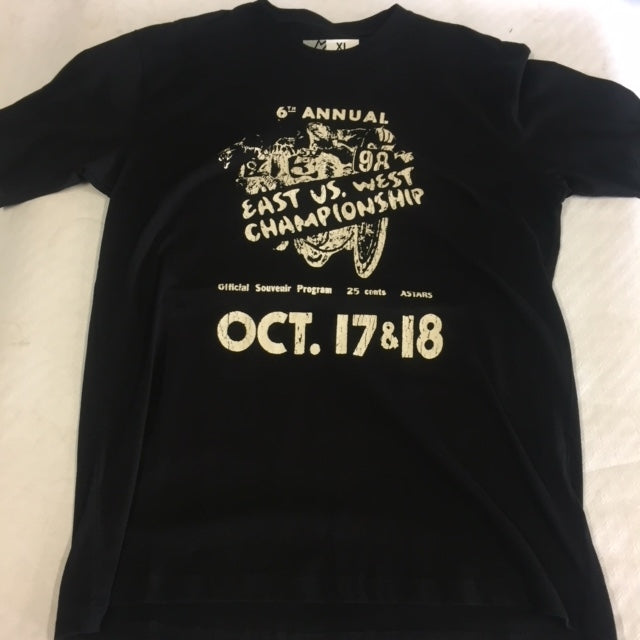 XL
6TH ANNUAL
98
EAST VS. WEST
CHAMPIONSHIP
Official Souvenir Program 25 cents ASTARS
OCT. 17 & 18